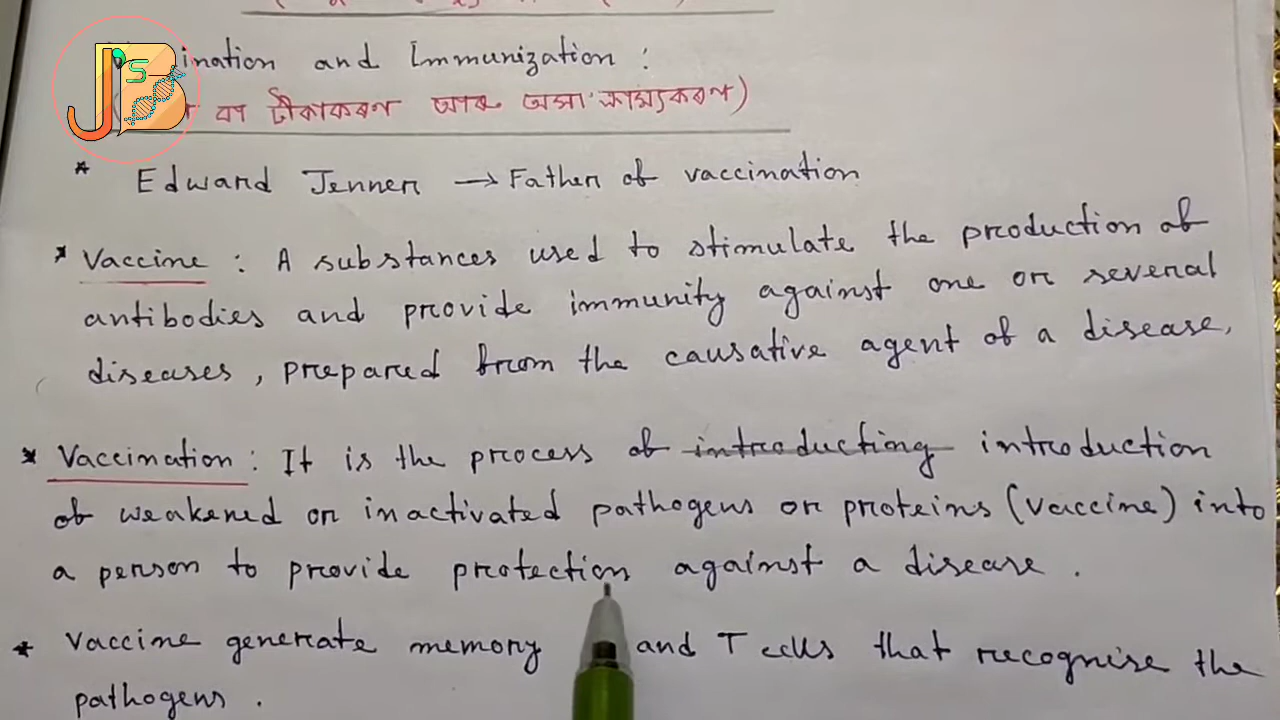 ination and Immunization :
বা টীকাকৰণ আৰু অসাংক্ৰাম্যকৰণ)
JBS
* Edward Jenner → Father of vaccination
* Vaccine : A substances used to stimulate the production of
antibodies and provide immunity against one or several
diseases, prepared from the causative agent of a disease.
* Vaccination : It is the process of introducting introduction
of weakened or inactivated pathogens or proteins (vaccine) into
a person to provide protection against a disease.
* Vaccine generate memory and T cells that recognise the
pathogens.